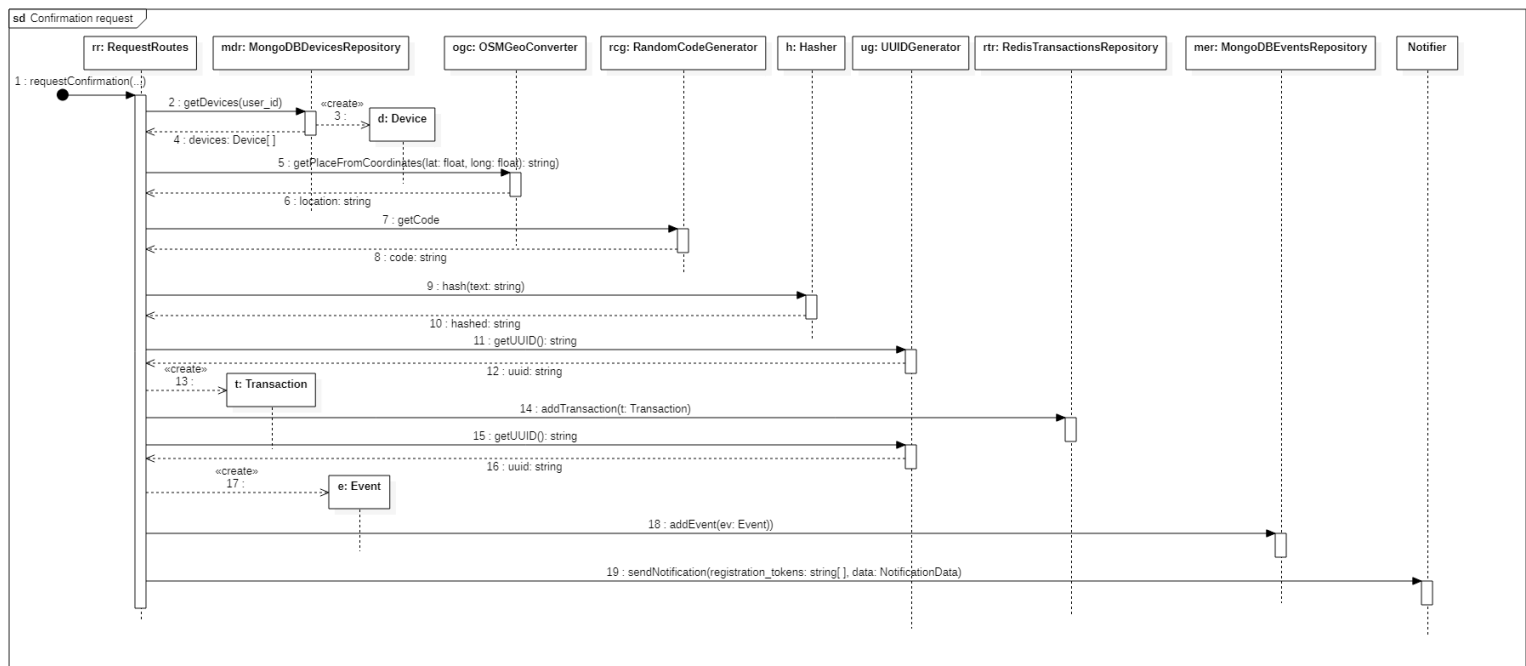 sd Confirmation request
rr: RequestRoutes
mdr: MongoDBDevicesRepository
ogc: OSMGeoConverter
rcg: RandomCodeGenerator
h: Hasher
ug: UUIDGenerator
rtr: RedisTransactionsRepository
mer: MongoDBEventsRepository
Notifier
1 : requestConfirmation(...)
2 : getDevices(user_id)
«create»
3 :
d: Device
4 : devices: Device[ ]
5 : getPlaceFromCoordinates(lat: float, long: float): string)
6 : location: string
7 : getCode
8 : code: string
9 : hash(text: string)
10 : hashed: string
11 : getUUID(): string
12 : uuid: string
«create»
13 :
t: Transaction
14 : addTransaction(t: Transaction)
15 : getUUID(): string
16 : uuid: string
«create»
17 :
e: Event
18 : addEvent(ev: Event))
19 : sendNotification(registration_tokens: string[ ], data: NotificationData)